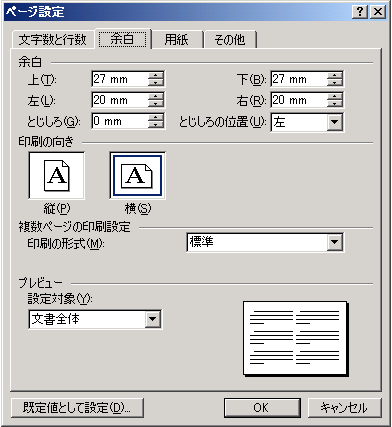 ページ設定
文字数と行数 余白 用紙 その他
余白
上(T): 27 mm 下(B): 27 mm
左(L): 20 mm 右(R): 20 mm
とじしろ(G): 0 mm とじしろの位置(U): 左
印刷の向き
A A
縦(P) 横(S)
複数ページの印刷設定
印刷の形式(M): 標準
プレビュー
設定対象(Y):
文書全体
既定値として設定(D)... OK キャンセル